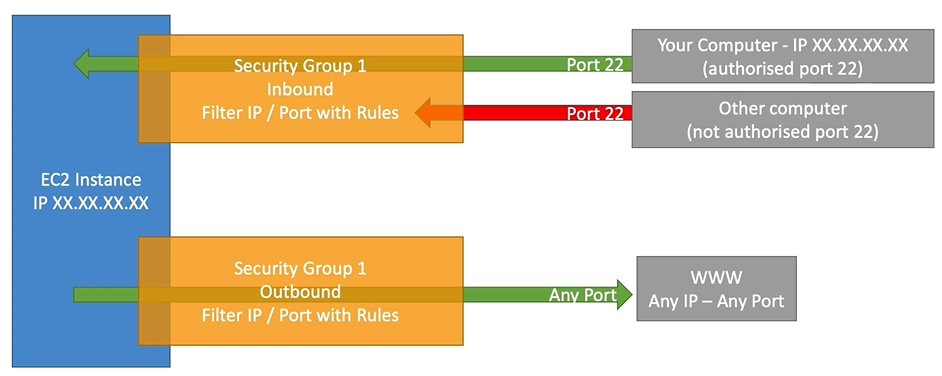 Security Group 1
Inbound
Filter IP / Port with Rules
Port 22
Your Computer - IP XX.XX.XX.XX
(authorised port 22)
Port 22
Other computer
(not authorised port 22)
EC2 Instance
IP XX.XX.XX.XX
Security Group 1
Outbound
Filter IP / Port with Rules
Any Port
WWW
Any IP – Any Port